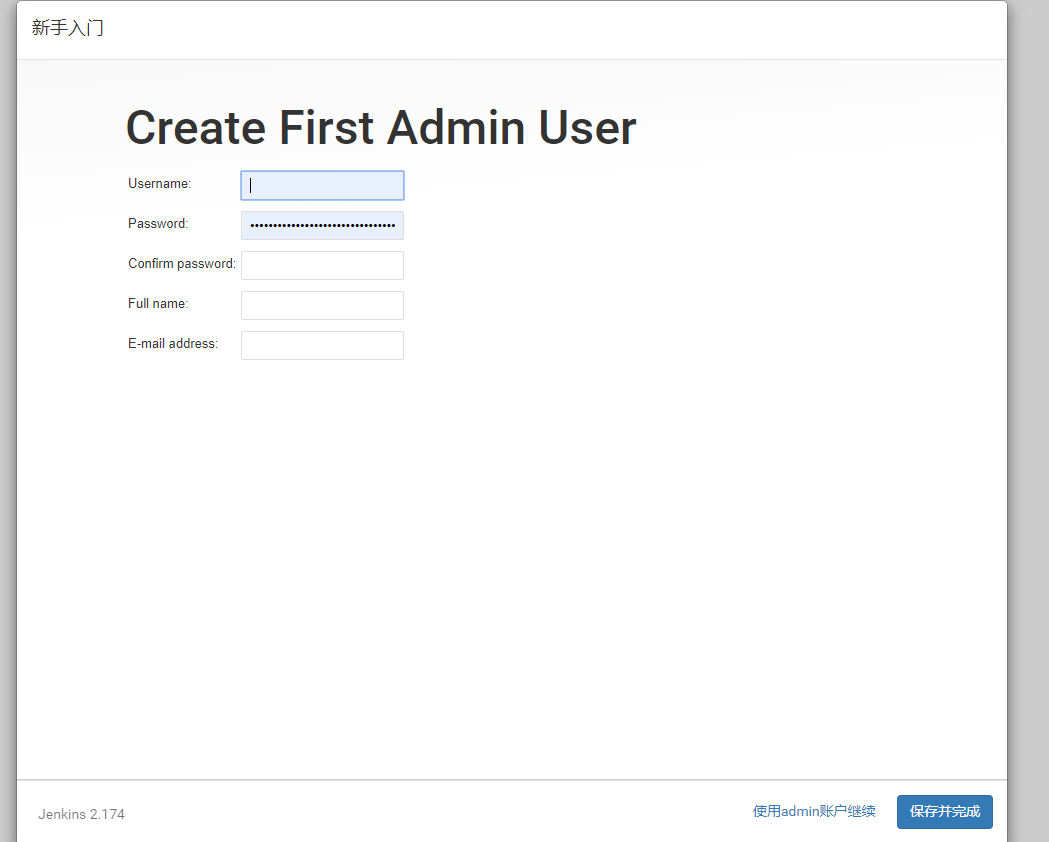 新手入门
Create First Admin User
Username:
Password: ••••••••••••••••••••••••••••••••
Confirm password:
Full name:
E-mail address:
Jenkins 2.174 使用admin账户继续 保存并完成